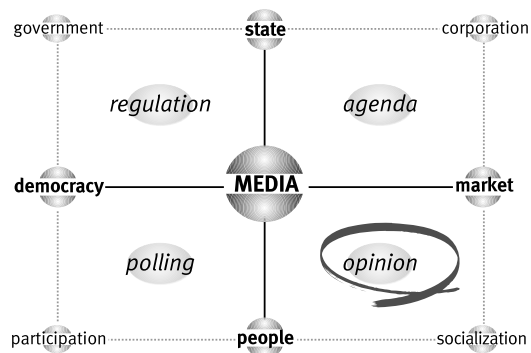 government state corporation
regulation agenda
democracy MEDIA market
polling opinion
participation people socialization